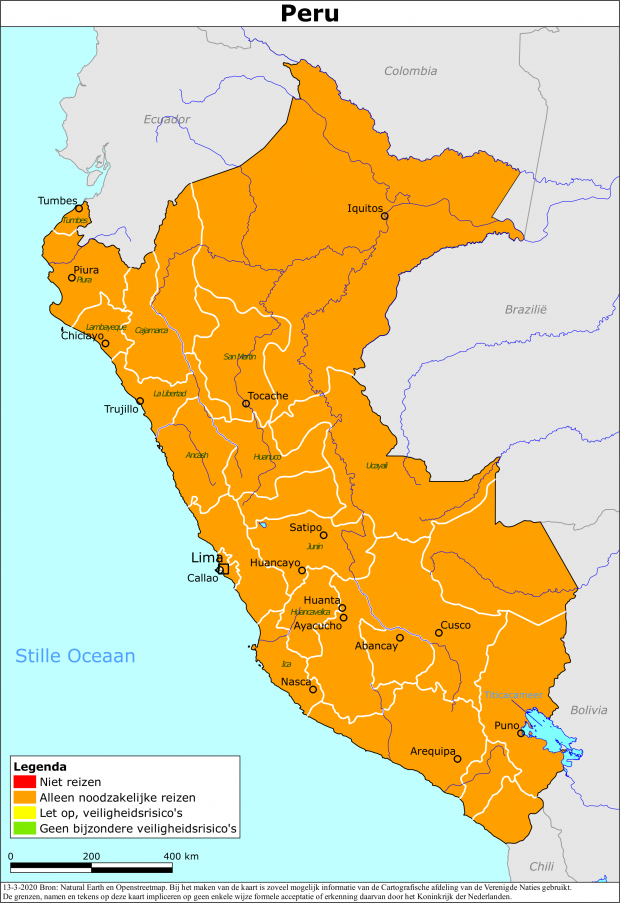 Peru
Colombia
Ecuador
Tumbes
Tumbes
Iquitos
Piura
Piura
Brazilië
Lambayeque
Cajamarca
Chiclayo
San Martin
La Libertad
Tocache
Trujillo
Ancash
Huanuco
Ucayali
Satipo
Junin
Lima
Huancayo
Callao
Huanta
Huancavelica
Ayacucho
Cusco
Abancay
Stille Oceaan
Ica
Nasca
Titicacameer
Bolivia
Puno
Arequipa
Legenda
Niet reizen
Alleen noodzakelijke reizen
Let op, veiligheidsrisico's
Geen bijzondere veiligheidsrisico's
0 200 400 km
Chili
13-3-2020 Bron: Natural Earth en Openstreetmap. Bij het maken van de kaart is zoveel mogelijk informatie van de Cartografische afdeling van de Verenigde Naties gebruikt.
De grenzen, namen en tekens op deze kaart impliceren op geen enkele wijze formele acceptatie of erkenning daarvan door het Koninkrijk der Nederlanden.